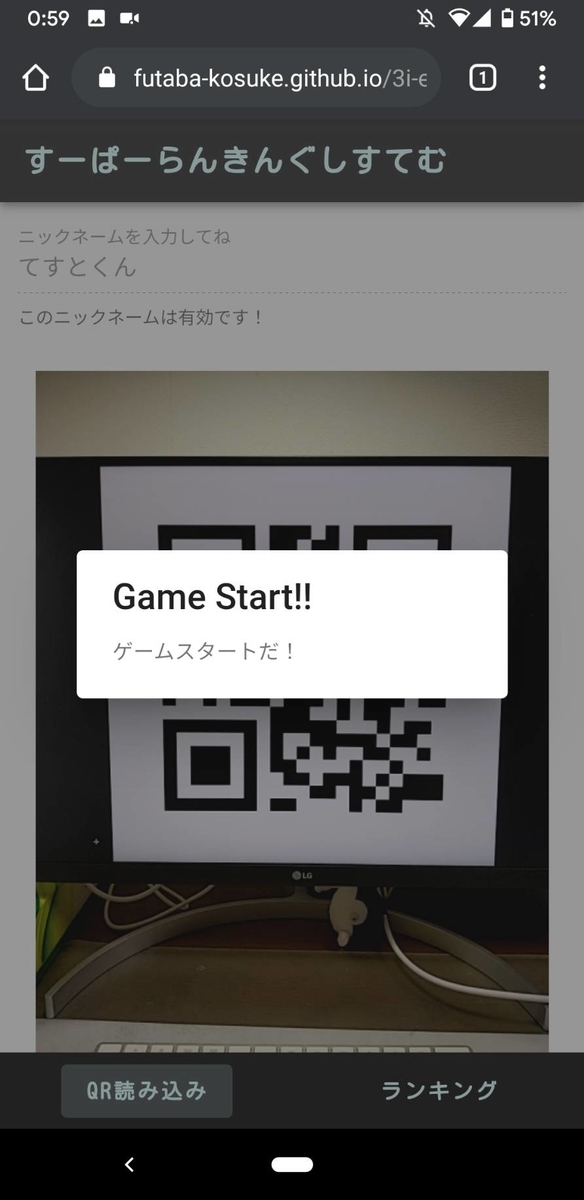 0:59
51%
futaba-kosuke.github.io/3i-e
1
すーぱーらんきんぐしすてむ
ニックネームを入力してね
てすとくん
このニックネームは有効です！
Game Start!!
ゲームスタートだ！
LG
QR読み込み
ランキング